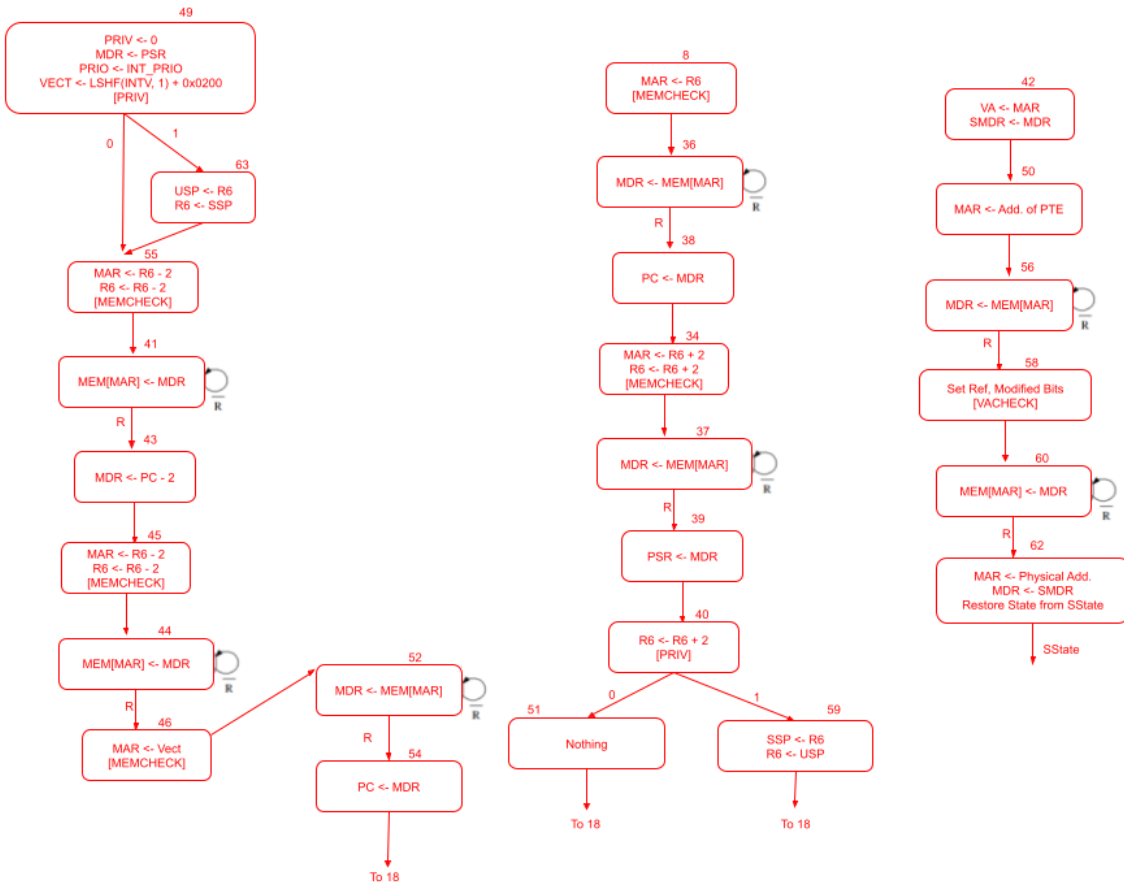 49
PRIV <- 0
MDR <- PSR
PRIO <- INT_PRIO
VECT <- LSHF(INTV, 1) + 0x0200
[PRIV]
0
1
63
USP <- R6
R6 <- SSP
55
MAR <- R6 - 2
R6 <- R6 - 2
[MEMCHECK]
41
MEM[MAR] <- MDR
R
R
43
MDR <- PC - 2
45
MAR <- R6 - 2
R6 <- R6 - 2
[MEMCHECK]
44
MEM[MAR] <- MDR
R
R
46
MAR <- Vect
[MEMCHECK]
52
MDR <- MEM[MAR]
R
R
54
PC <- MDR
To 18
8
MAR <- R6
[MEMCHECK]
36
MDR <- MEM[MAR]
R
R
38
PC <- MDR
34
MAR <- R6 + 2
R6 <- R6 + 2
[MEMCHECK]
37
MDR <- MEM[MAR]
R
R
39
PSR <- MDR
40
R6 <- R6 + 2
[PRIV]
0
1
51
Nothing
To 18
59
SSP <- R6
R6 <- USP
To 18
42
VA <- MAR
SMDR <- MDR
50
MAR <- Add. of PTE
56
MDR <- MEM[MAR]
R
R
58
Set Ref, Modified Bits
[VACHECK]
60
MEM[MAR] <- MDR
R
R
62
MAR <- Physical Add.
MDR <- SMDR
Restore State from SState
SState